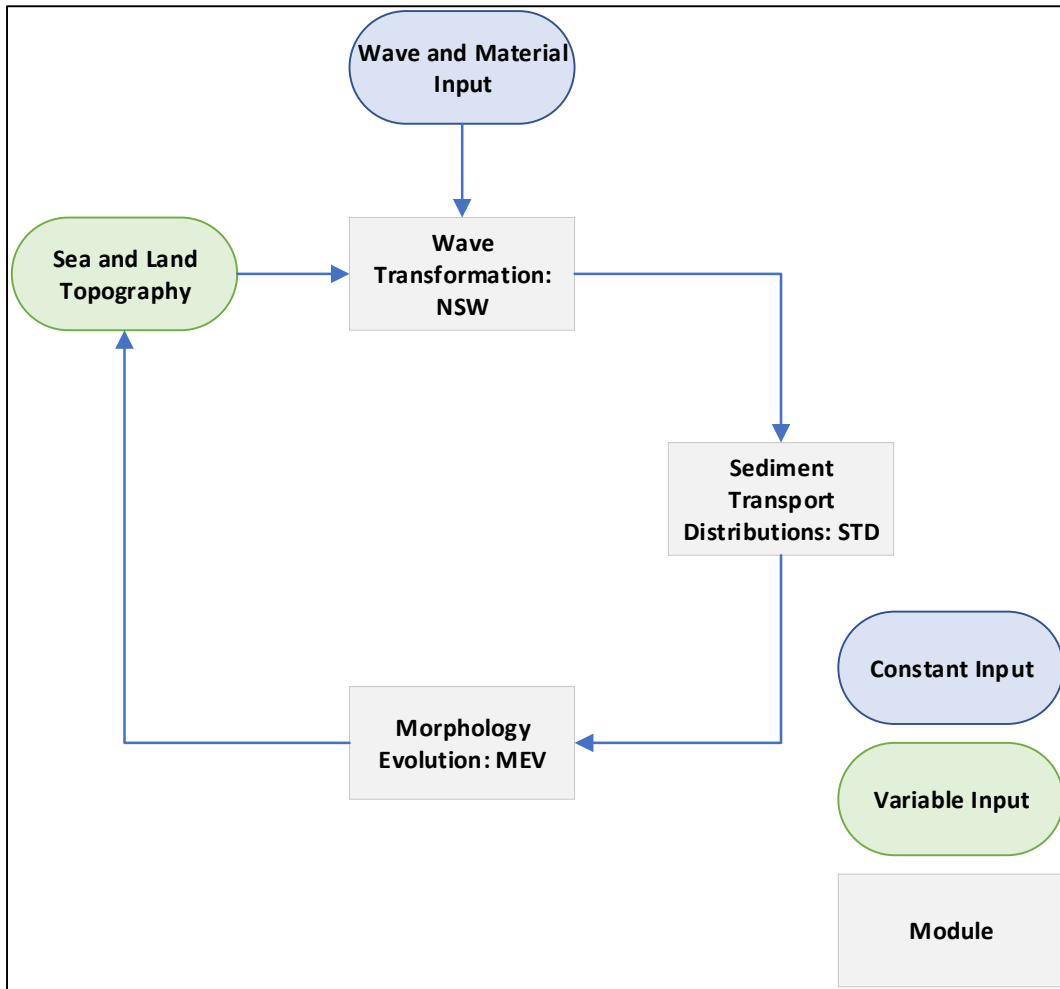 Wave and Material
Input
Sea and Land
Topography
Wave
Transformation:
NSW
Sediment
Transport
Distributions: STD
Morphology
Evolution: MEV
Constant Input
Variable Input
Module